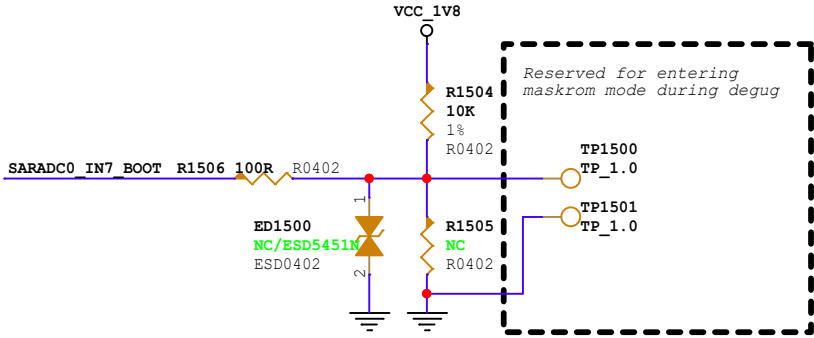 VCC_1V8
Reserved for entering
maskrom mode during degug
R1504
10K
1%
R0402
TP1500
TP_1.0
SARADC0_IN7_BOOT R1506 100R R0402
TP1501
TP_1.0
1
ED1500
NC/ESD5451N
ESD0402
2
R1505
NC
R0402